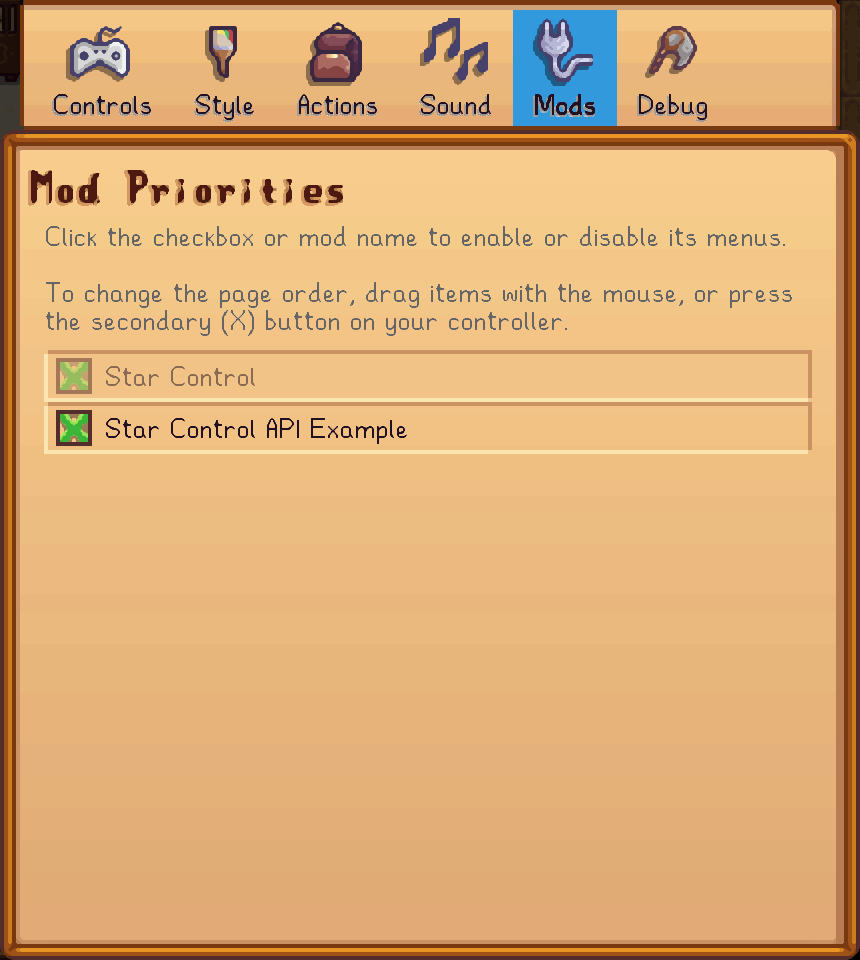 Controls Style Actions Sound Mods Debug
Mod Priorities
Click the checkbox or mod name to enable or disable its menus.
To change the page order, drag items with the mouse, or press
the secondary (X) button on your controller.
Star Control
Star Control API Example